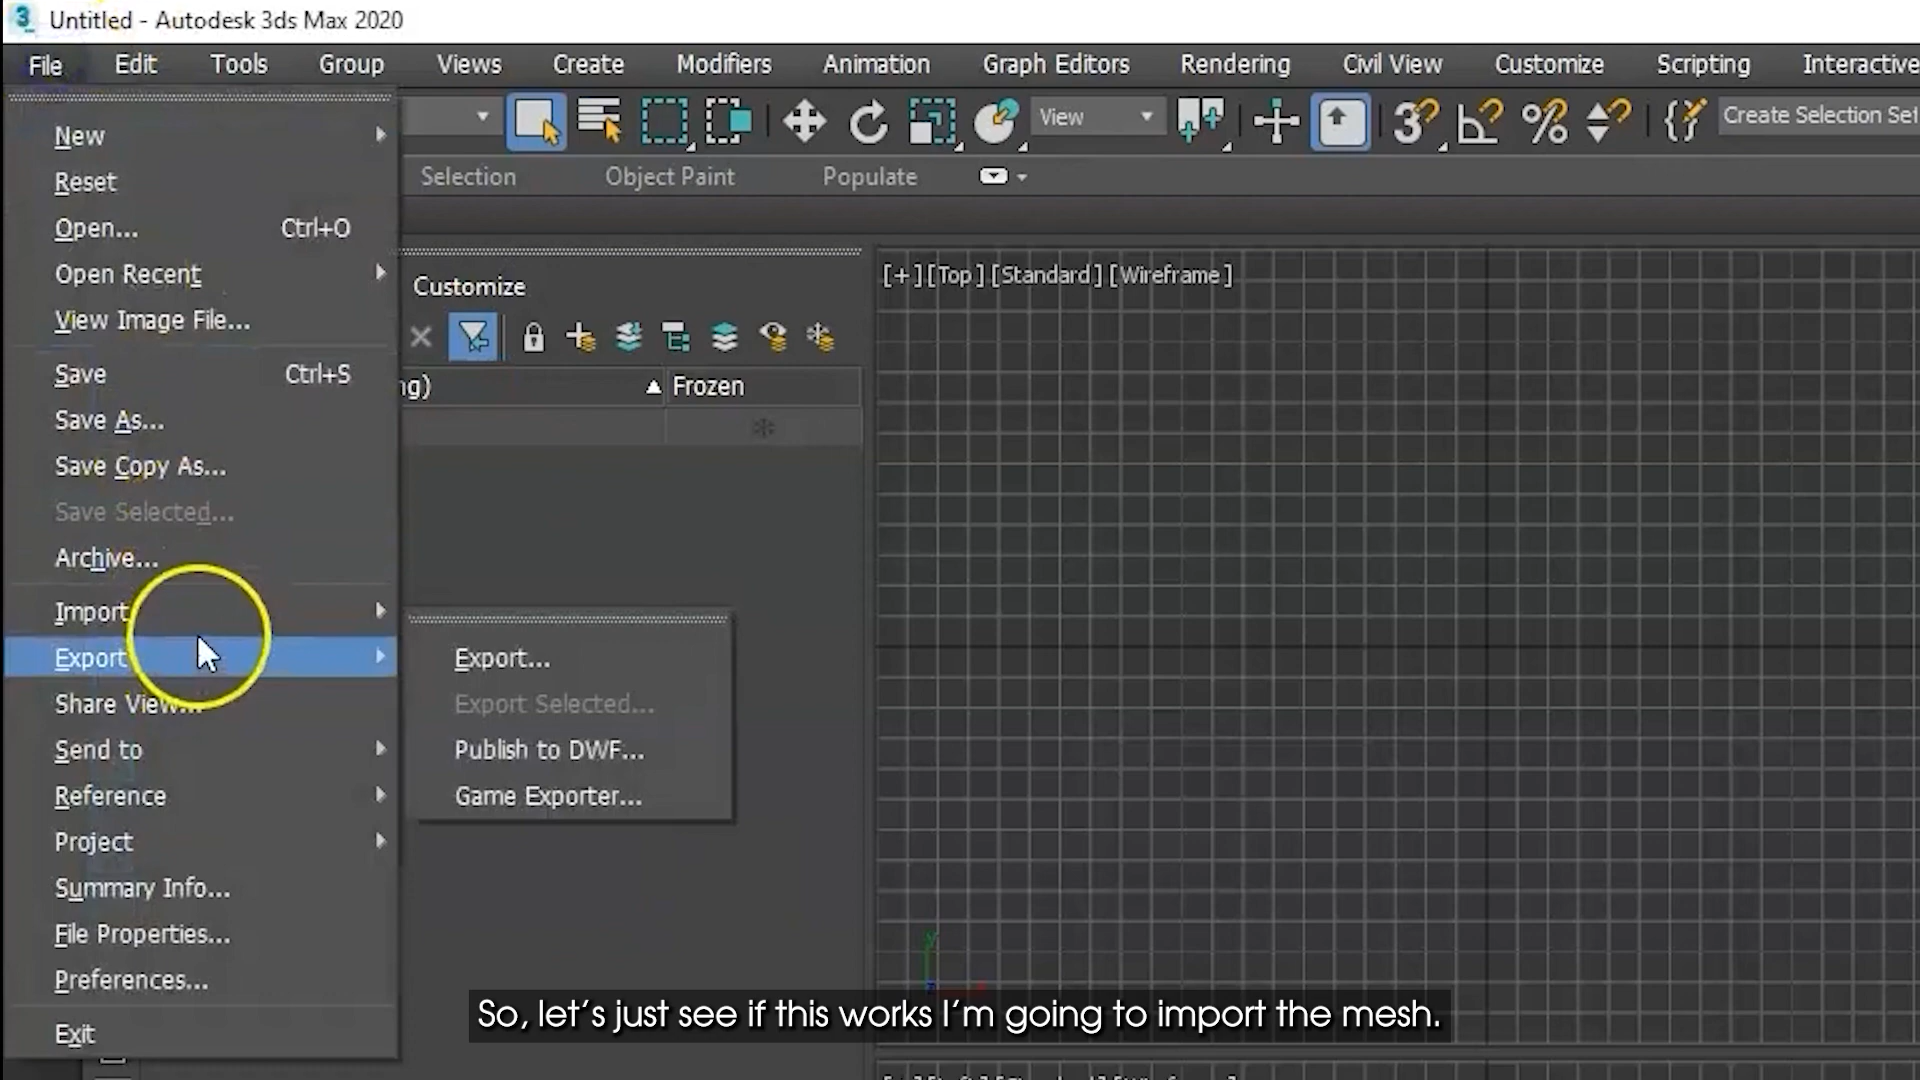 Untitled - Autodesk 3ds Max 2020
File Edit Tools Group Views Create Modifiers Animation Graph Editors Rendering Civil View Customize Scripting Interactive
View
Create Selection Set
Selection Object Paint Populate
New
Reset
Open... Ctrl+O
Open Recent
View Image File...
Save Ctrl+S
Save As...
Save Copy As...
Save Selected...
Archive...
Import
Export
Share View...
Send to
Reference
Project
Summary Info...
File Properties...
Preferences...
Exit
Export...
Export Selected...
Publish to DWF...
Game Exporter...
Customize
ng) Frozen
[+][Top][Standard][Wireframe]
y
So, let's just see if this works I'm going to import the mesh.